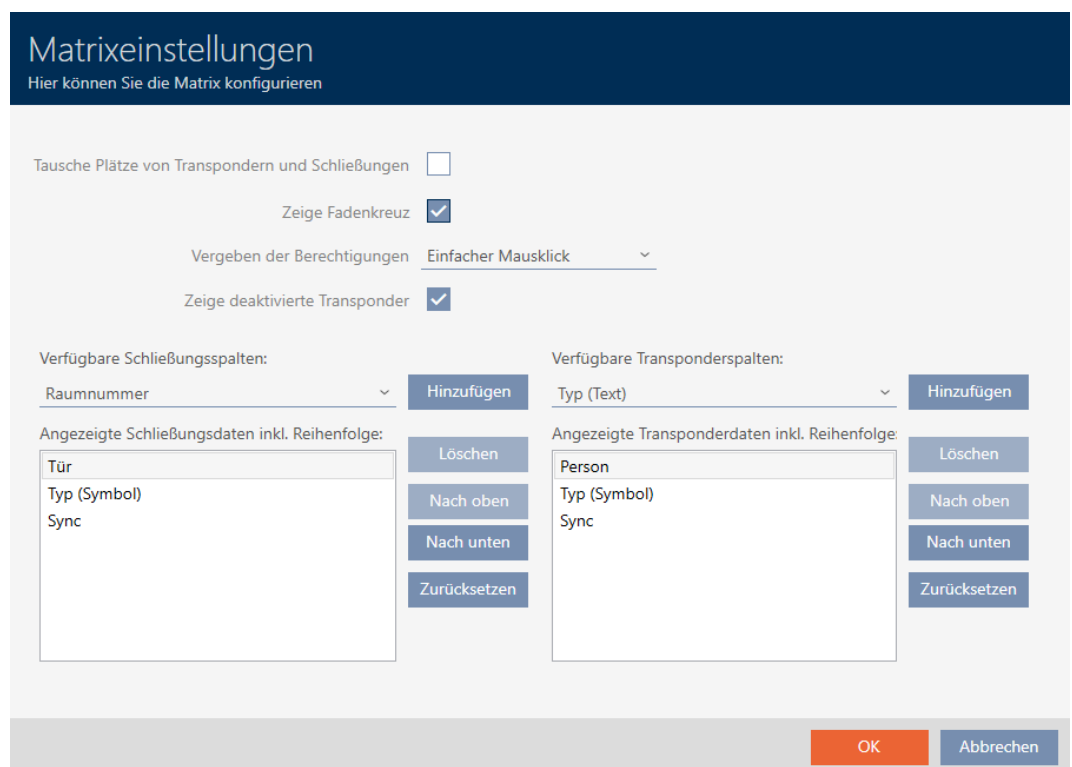 Matrixeinstellungen
Hier können Sie die Matrix konfigurieren
Tausche Plätze von Transpondern und Schließungen
Zeige Fadenkreuz
Vergeben der Berechtigungen Einfacher Mausklick
Zeige deaktivierte Transponder
Verfügbare Schließungsspalten:
Raumnummer Hinzufügen
Angezeigte Schließungsdaten inkl. Reihenfolge:
Tür
Typ (Symbol)
Sync
Löschen
Nach oben
Nach unten
Zurücksetzen
Verfügbare Transponderspalten:
Typ (Text) Hinzufügen
Angezeigte Transponderdaten inkl. Reihenfolge:
Person
Typ (Symbol)
Sync
Löschen
Nach oben
Nach unten
Zurücksetzen
OK Abbrechen